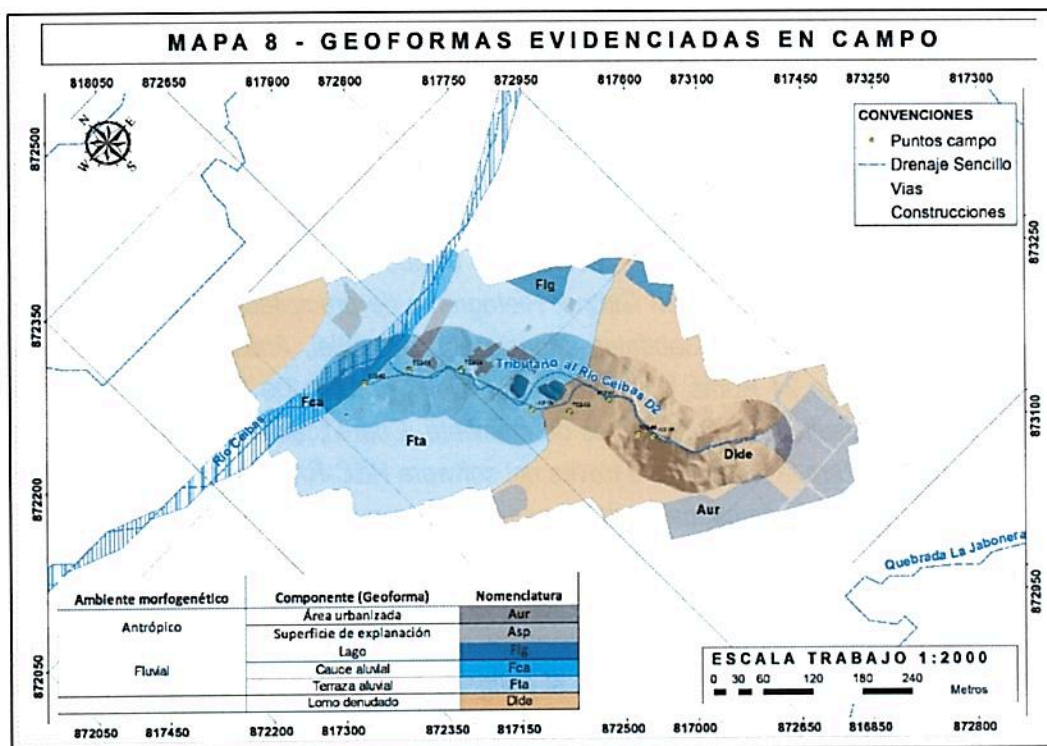 MAPA 8 - GEOFORMAS EVIDENCIADAS EN CAMPO
818050 872650 817900 872800 817750 872950 817600 873100 817450 873250 817300
872500
872350
872200
872050
873250
873100
872950
N E
W S
CONVENCIONES
Puntos campo
Drenaje Sencillo
Vias
Construcciones
Flg
Tributario al Río Ceibas D2
Fca
Río Ceibas
Fta
Dide
Aur
Quebrada La Jabonera
Ambiente morfogenético Componente (Geoforma) Nomenclatura
Antrópico Área urbanizada Aur
Superficie de explanación Asp
Fluvial Lago Flg
Cauce aluvial Fca
Terraza aluvial Fta
Lomo denudado Dlde
ESCALA TRABAJO 1:2000
0 30 60 120 180 240
Metros
872050 817450 872200 817300 872350 817150 872500 817000 872650 816850 872800